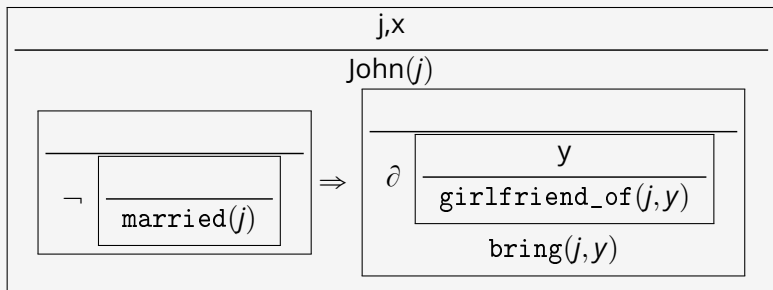 j,x
John(j)
¬ married(j) ⇒ ∂ y
girlfriend_of(j, y)
bring(j, y)